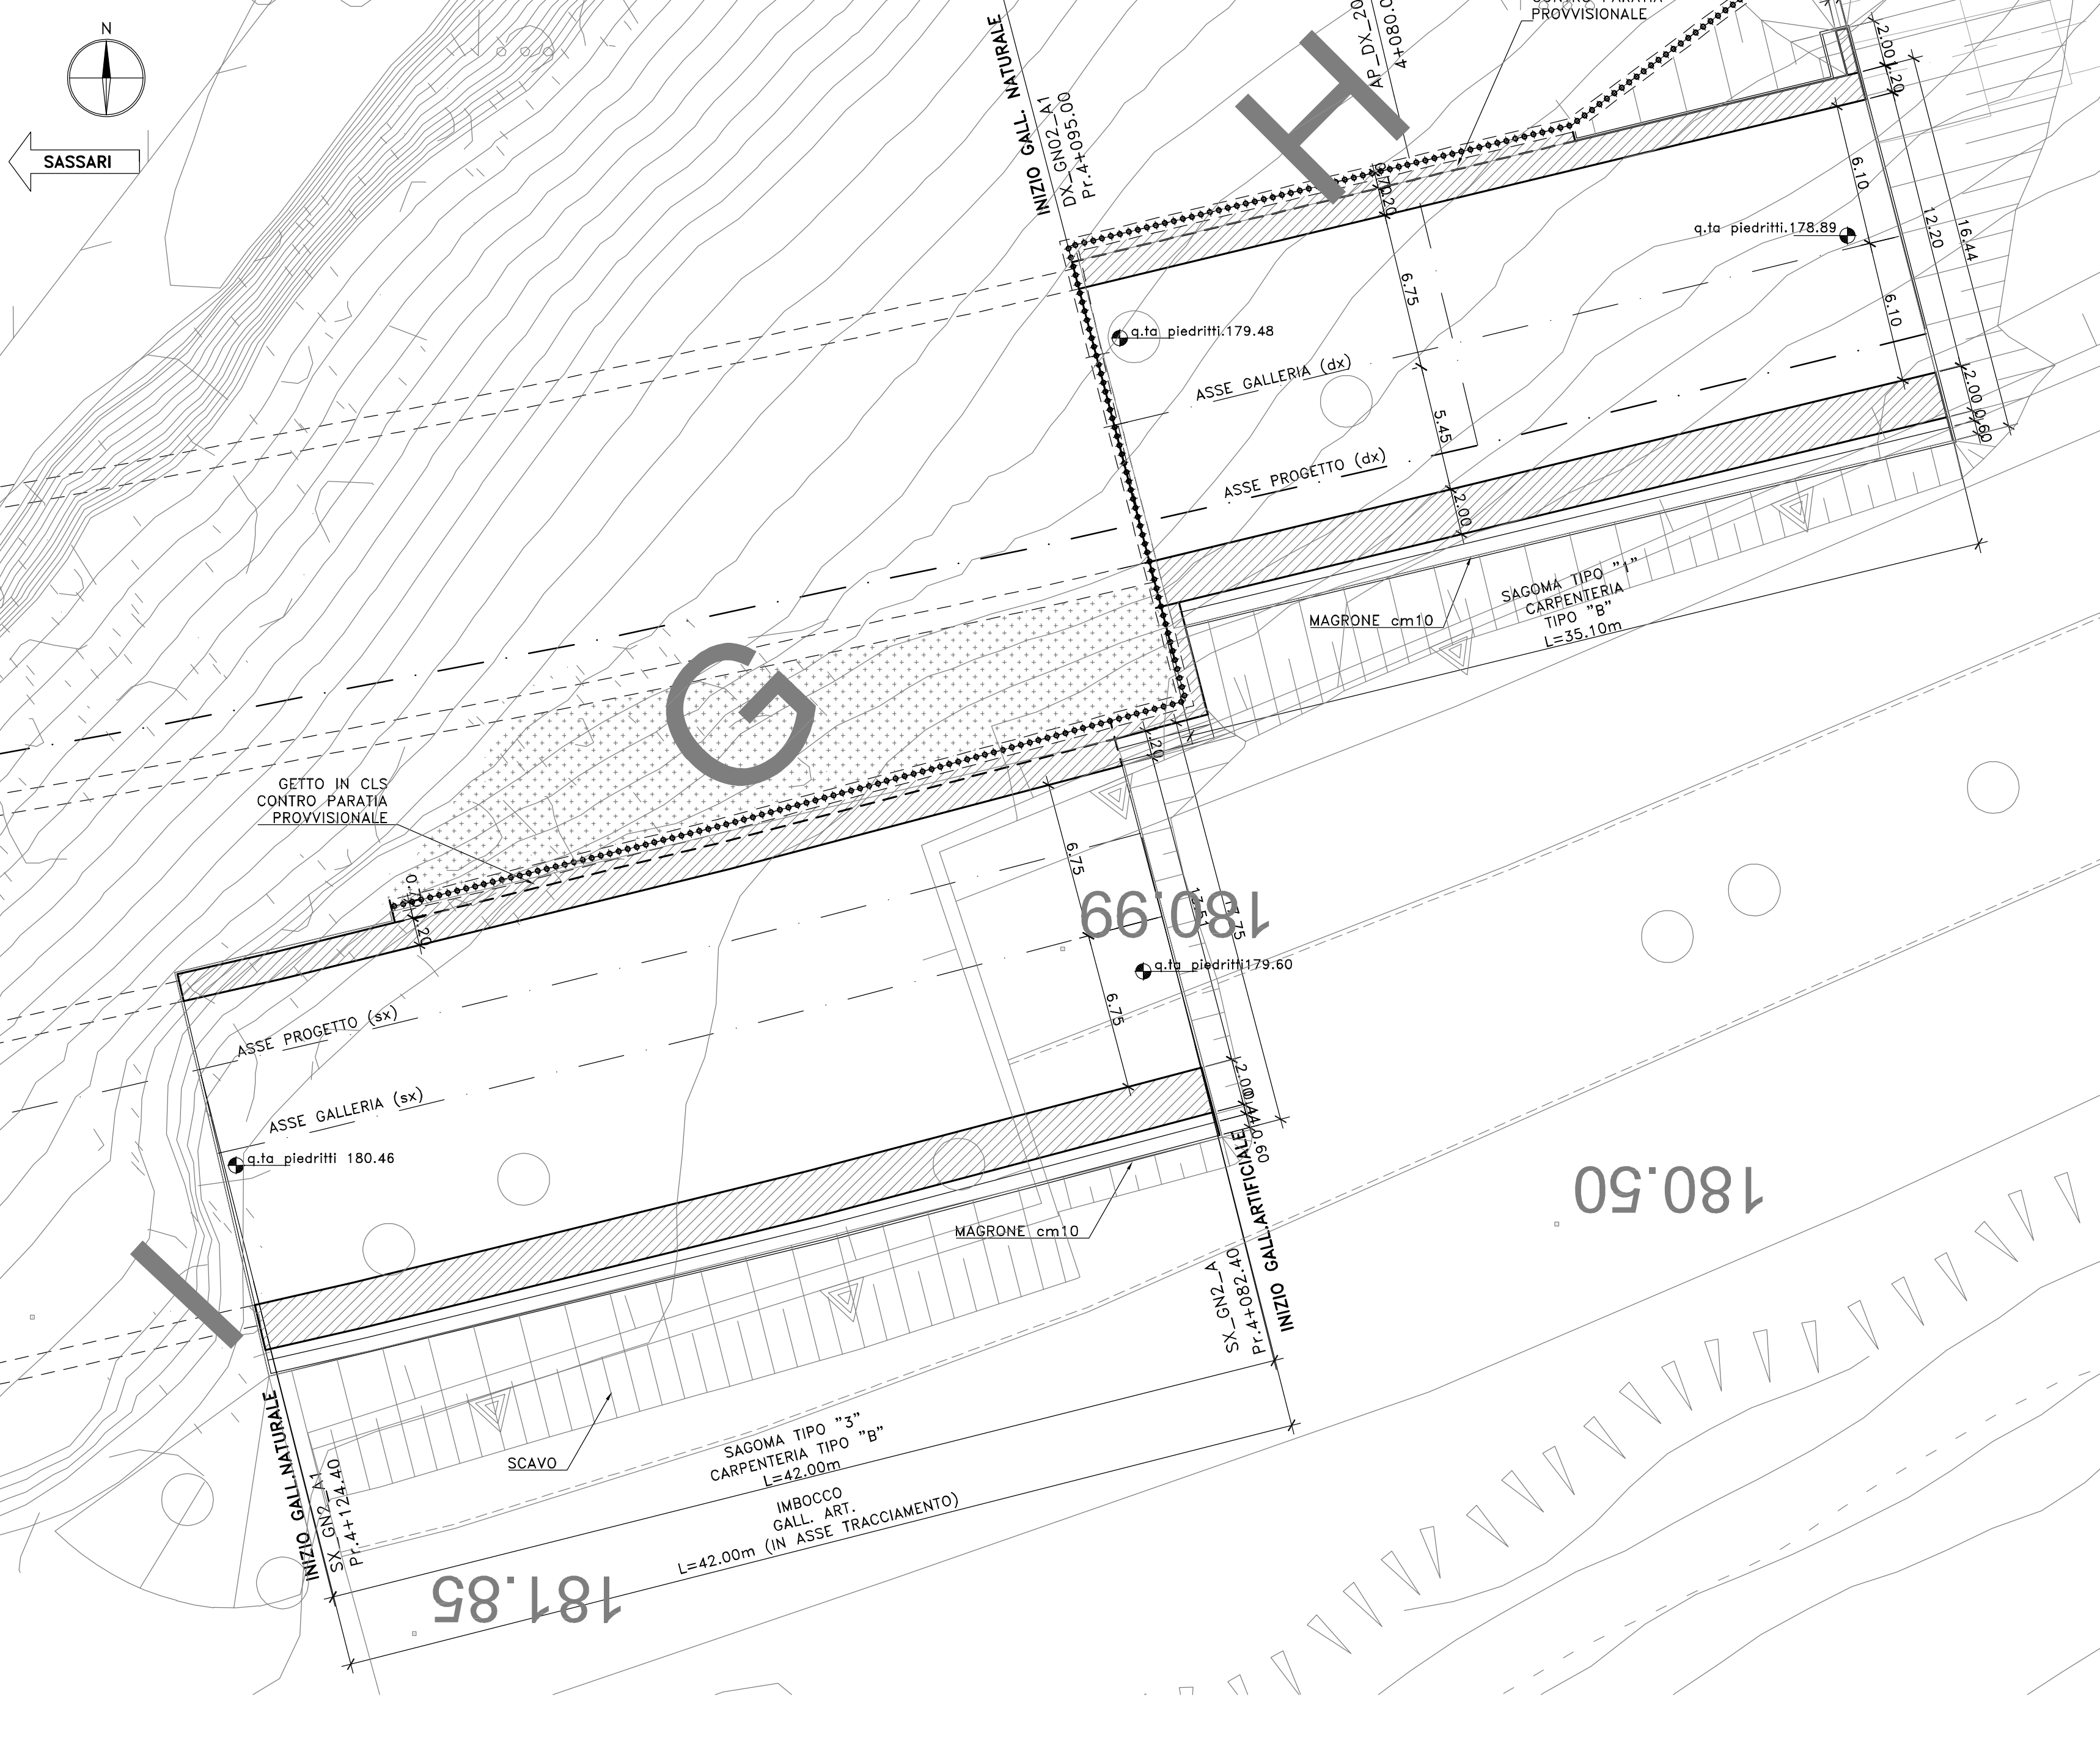 N
SASSARI
INIZIO GALL. NATURALE
DX_GN02_A1
Pr.4+095.00
PROVVISIONALE
H
2.00
1.20
6.10
12.20
16.44
q.ta piedritti.178.89
6.10
6.75
q.ta piedritti.179.48
ASSE GALLERIA (dx)
5.45
2.00
0.60
ASSE PROGETTO (dx)
2.00
SAGOMA TIPO "1"
CARPENTERIA
TIPO "B"
L=35.10m
MAGRONE cm10
G
GETTO IN CLS
CONTRO PARATIA
PROVVISIONALE
6.75
180.99
q.ta piedritti179.60
6.75
ASSE PROGETTO (sx)
ASSE GALLERIA (sx)
q.ta piedritti 180.46
2.00
0.60
MAGRONE cm10
180.50
I
SX_GN2_A
Pr.4+082.40
INIZIO GALL.ARTIFICIALE
INIZIO GALL.NATURALE
SX_GN2_A1
Pr.4+124.40
SCAVO
SAGOMA TIPO "3"
CARPENTERIA TIPO "B"
L=42.00m
IMBOCCO
GALL. ART.
L=42.00m (IN ASSE TRACCIAMENTO)
181.85